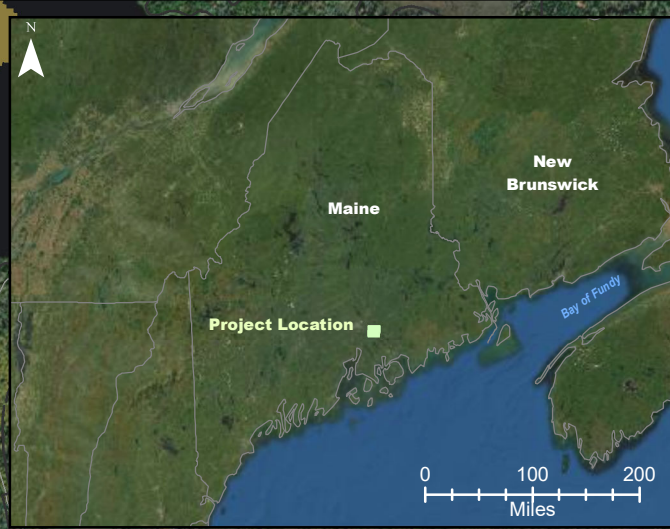 N
New
Brunswick
Maine
Bay of Fundy
Project Location
0 100 200
Miles